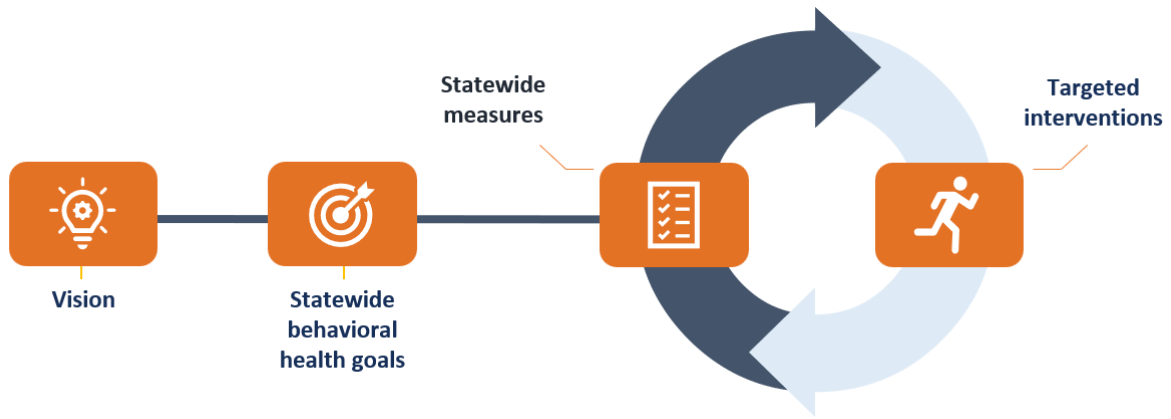 Statewide
measures
Targeted
interventions
Vision
Statewide
behavioral
health goals